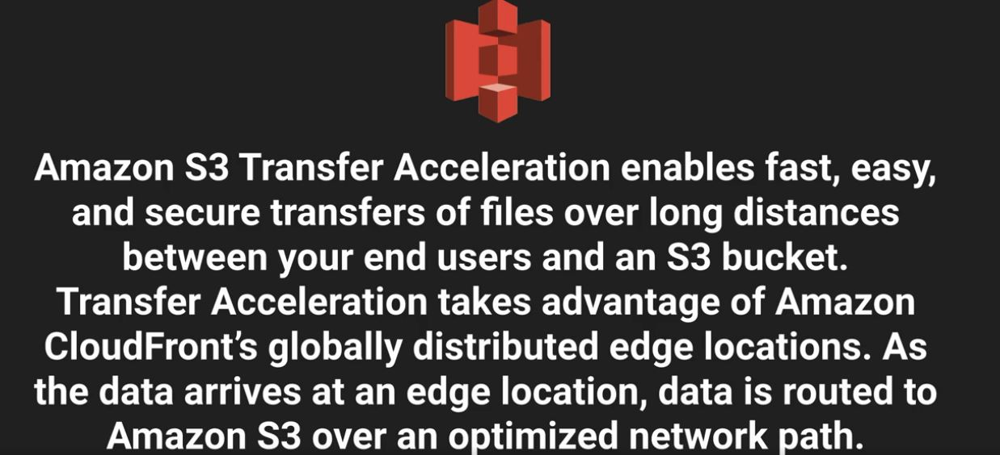 Amazon S3 Transfer Acceleration enables fast, easy,
and secure transfers of files over long distances
between your end users and an S3 bucket.
Transfer Acceleration takes advantage of Amazon
CloudFront’s globally distributed edge locations. As
the data arrives at an edge location, data is routed to
Amazon S3 over an optimized network path.